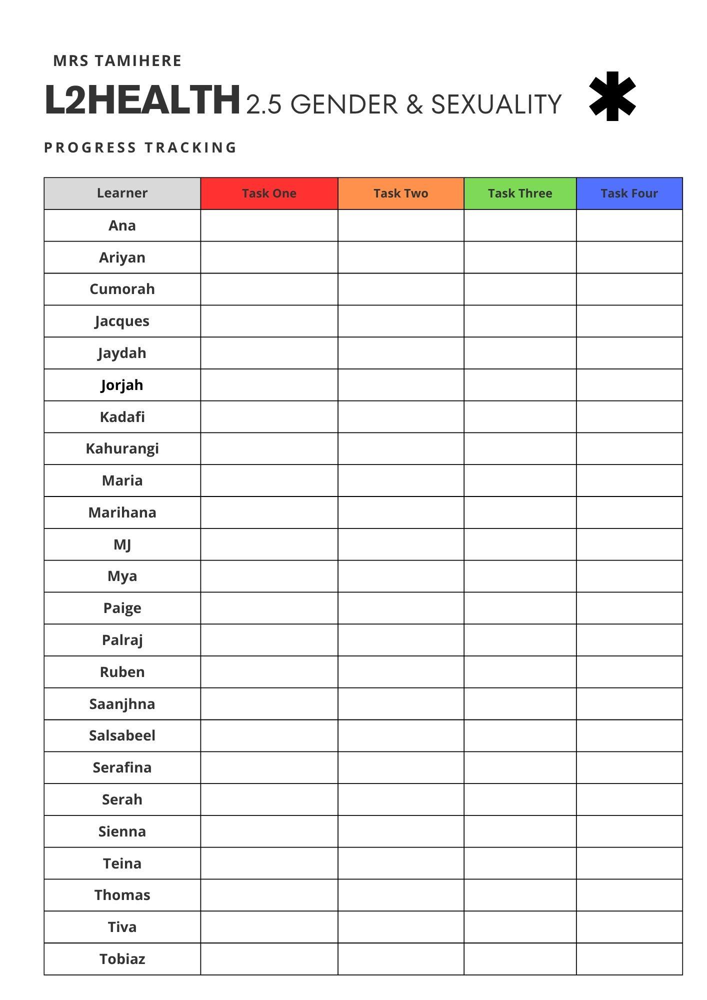 MRS TAMIHERE
L2HEALTH 2.5 GENDER & SEXUALITY
PROGRESS TRACKING
Learner Task One Task Two Task Three Task Four
Ana
Ariyan
Cumorah
Jacques
Jaydah
Jorjah
Kadafi
Kahurangi
Maria
Marihana
MJ
Mya
Paige
Palraj
Ruben
Saanjhna
Salsabeel
Serafina
Serah
Sienna
Teina
Thomas
Tiva
Tobiaz